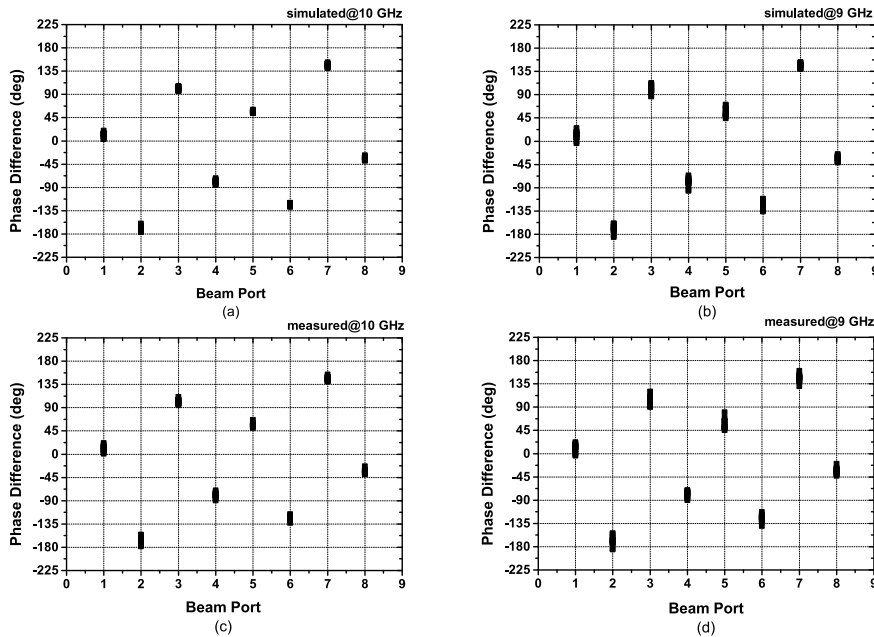 simulated@10 GHz
225
180
135
90
45
0
-45
-90
-135
-180
-225
Phase Difference (deg)
0 1 2 3 4 5 6 7 8 9
Beam Port
(a)
simulated@9 GHz
225
180
135
90
45
0
-45
-90
-135
-180
-225
Phase Difference (deg)
0 1 2 3 4 5 6 7 8 9
Beam Port
(b)
measured@10 GHz
225
180
135
90
45
0
-45
-90
-135
-180
-225
Phase Difference (deg)
0 1 2 3 4 5 6 7 8 9
Beam Port
(c)
measured@9 GHz
225
180
135
90
45
0
-45
-90
-135
-180
-225
Phase Difference (deg)
0 1 2 3 4 5 6 7 8 9
Beam Port
(d)